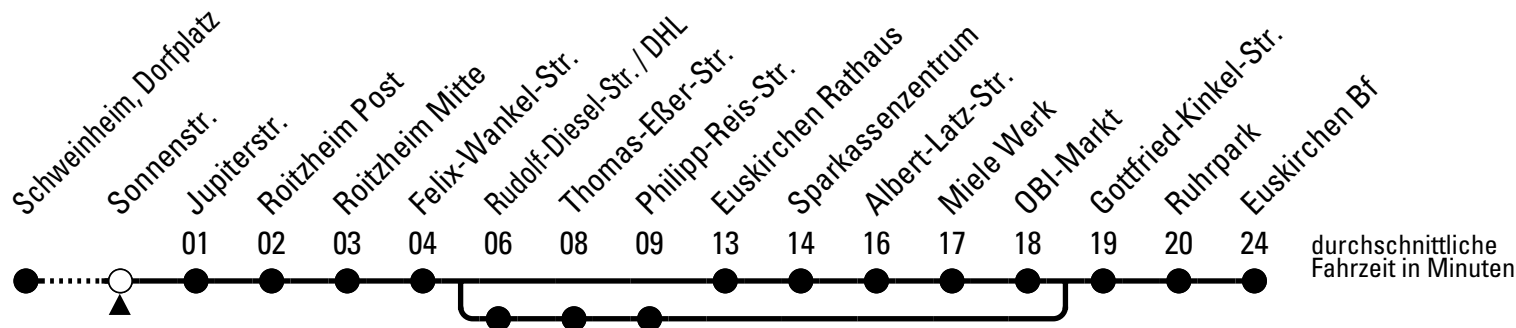 Schweinheim, Dorfplatz
Sonnenstr.
Jupiterstr.
Roitzheim Post
Roitzheim Mitte
Felix-Wankel-Str.
Rudolf-Diesel-Str. / DHL
Thomas-Eßer-Str.
Philipp-Reis-Str.
Euskirchen Rathaus
Sparkassenzentrum
Albert-Latz-Str.
Miele Werk
OBI-Markt
Gottfried-Kinkel-Str.
Ruhrpark
Euskirchen Bf
01 02 03 04 06 08 09 13 14 16 17 18 19 20 24
durchschnittliche
Fahrzeit in Minuten